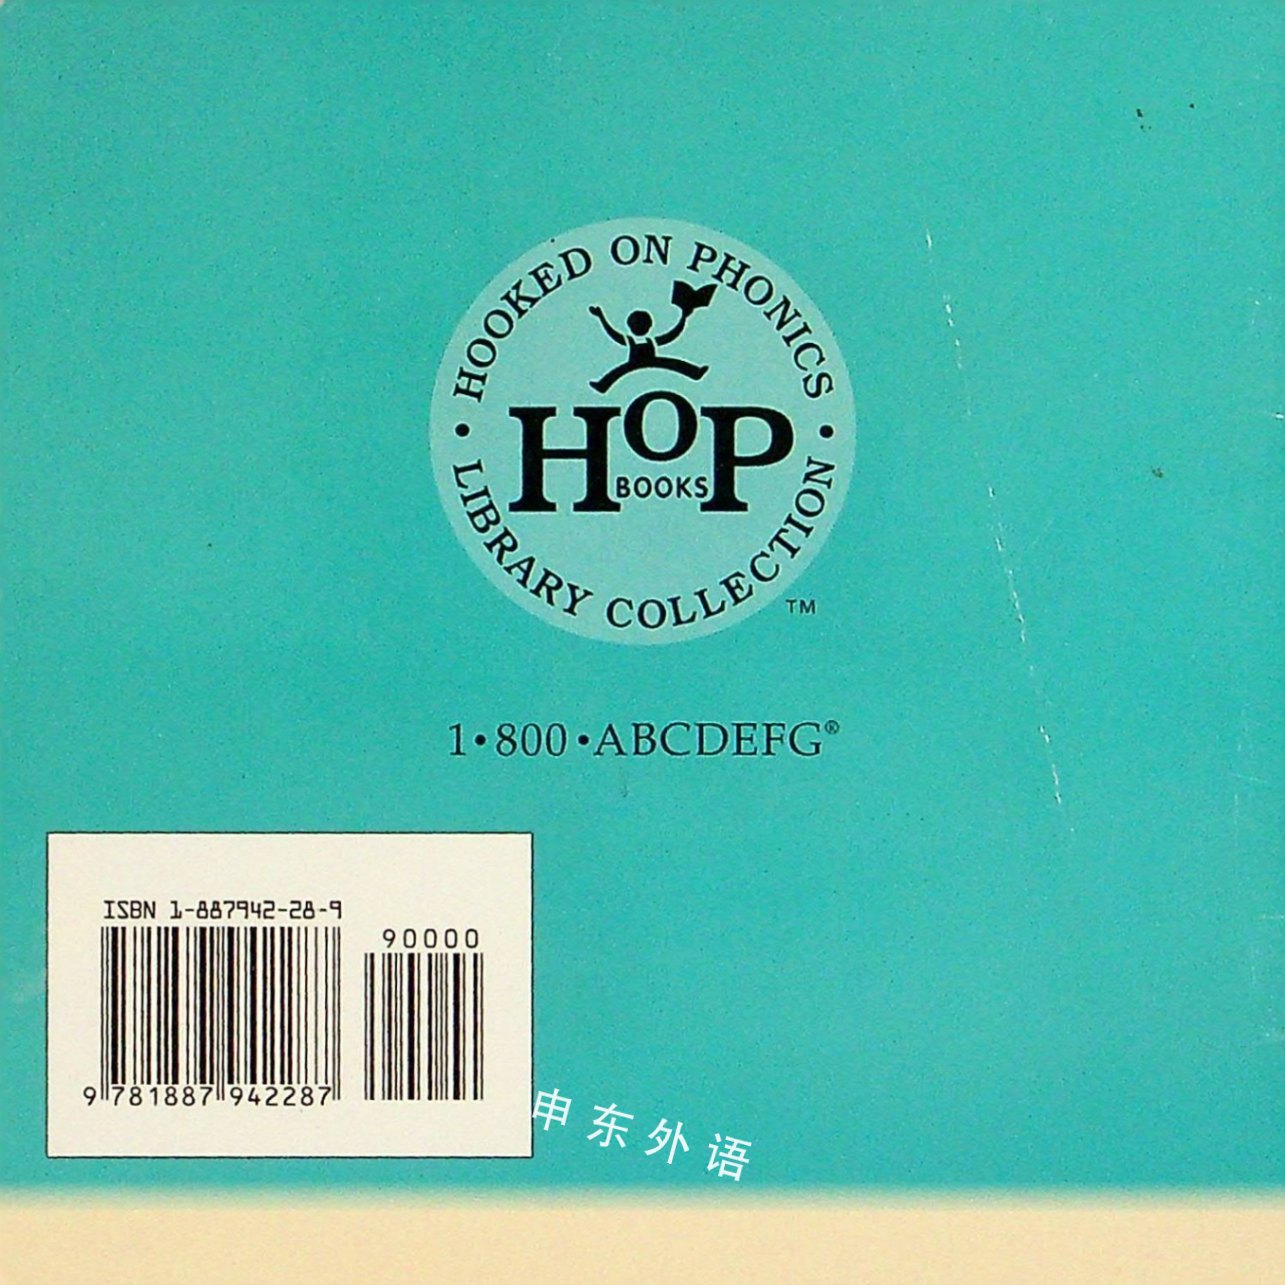 HOOKED ON PHONICS
HOP
BOOKS
LIBRARY COLLECTION
TM
1•800•ABCDEFG®
ISBN 1-887942-28-9
90000
9 781887 942287
申东外语